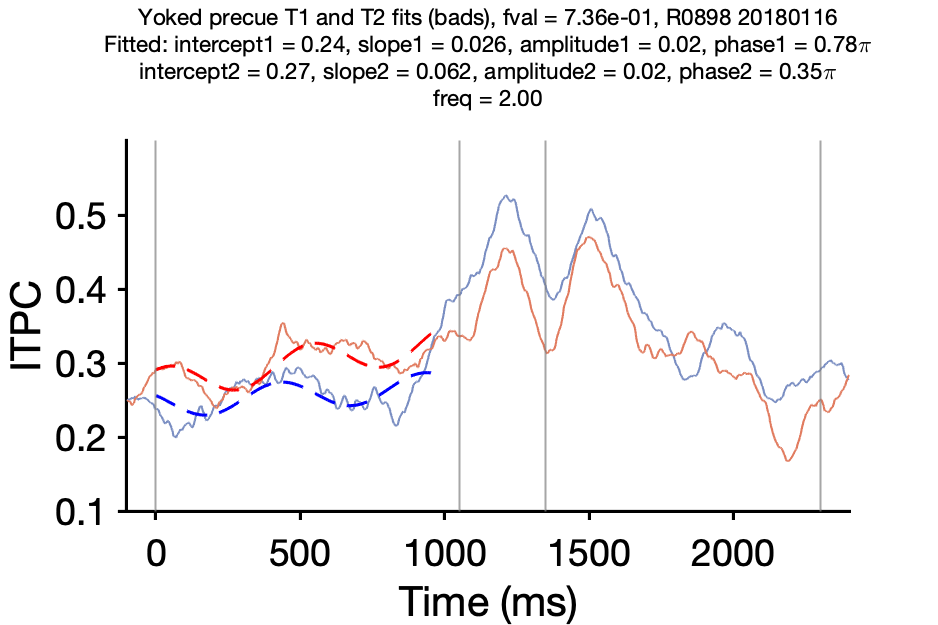 Yoked precue T1 and T2 fits (bads), fval = 7.36e-01, R0898 20180116
Fitted: intercept1 = 0.24, slope1 = 0.026, amplitude1 = 0.02, phase1 = 0.78π
intercept2 = 0.27, slope2 = 0.062, amplitude2 = 0.02, phase2 = 0.35π
freq = 2.00
0.5
0.4
0.3
0.2
0.1
ITPC
0 500 1000 1500 2000
Time (ms)